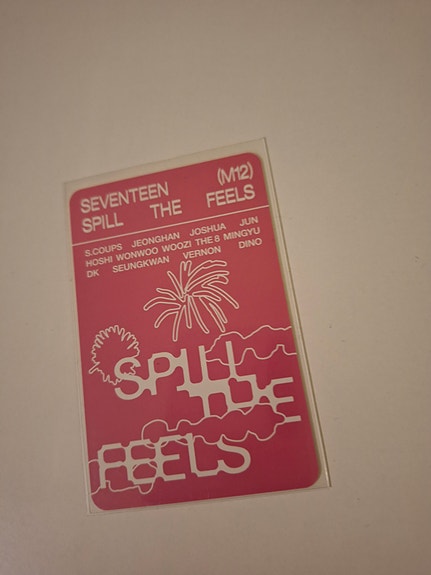 SEVENTEEN (M12)
SPILL THE FEELS
S.COUPS JEONGHAN JOSHUA JUN
HOSHI WONWOO WOOZI THE 8 MINGYU
DK SEUNGKWAN VERNON DINO
SPILL
THE
FEELS